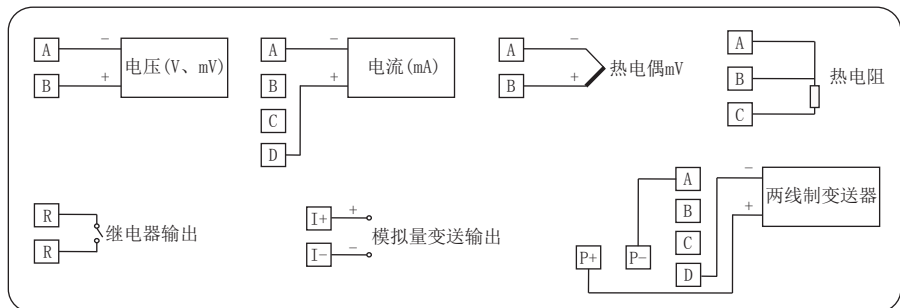 A
−
电压(V、mV)
B
+
A
−
电流(mA)
B
+
C
D
A
−
热电偶mV
B
+
A
B
热电阻
C
R
继电器输出
R
I+
+
模拟量变送输出
I-
−
A
−
两线制变送器
B
+
C
P+
P-
D